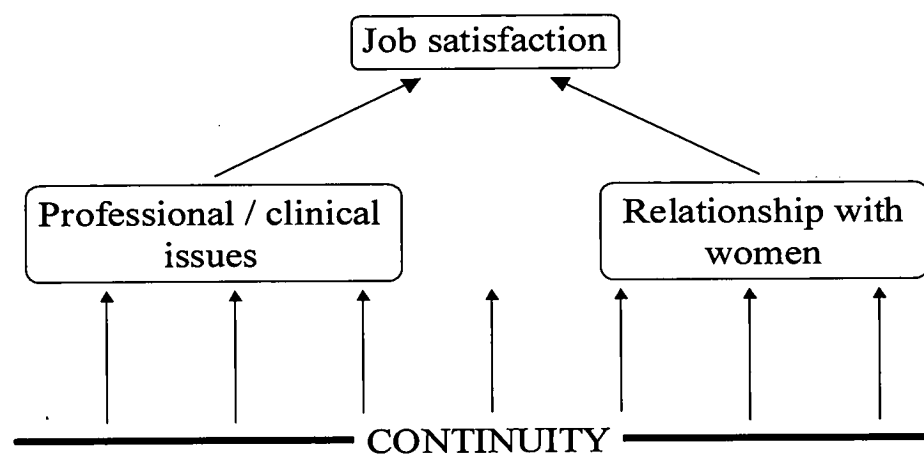 Job satisfaction
Professional / clinical
issues
Relationship with
women
CONTINUITY